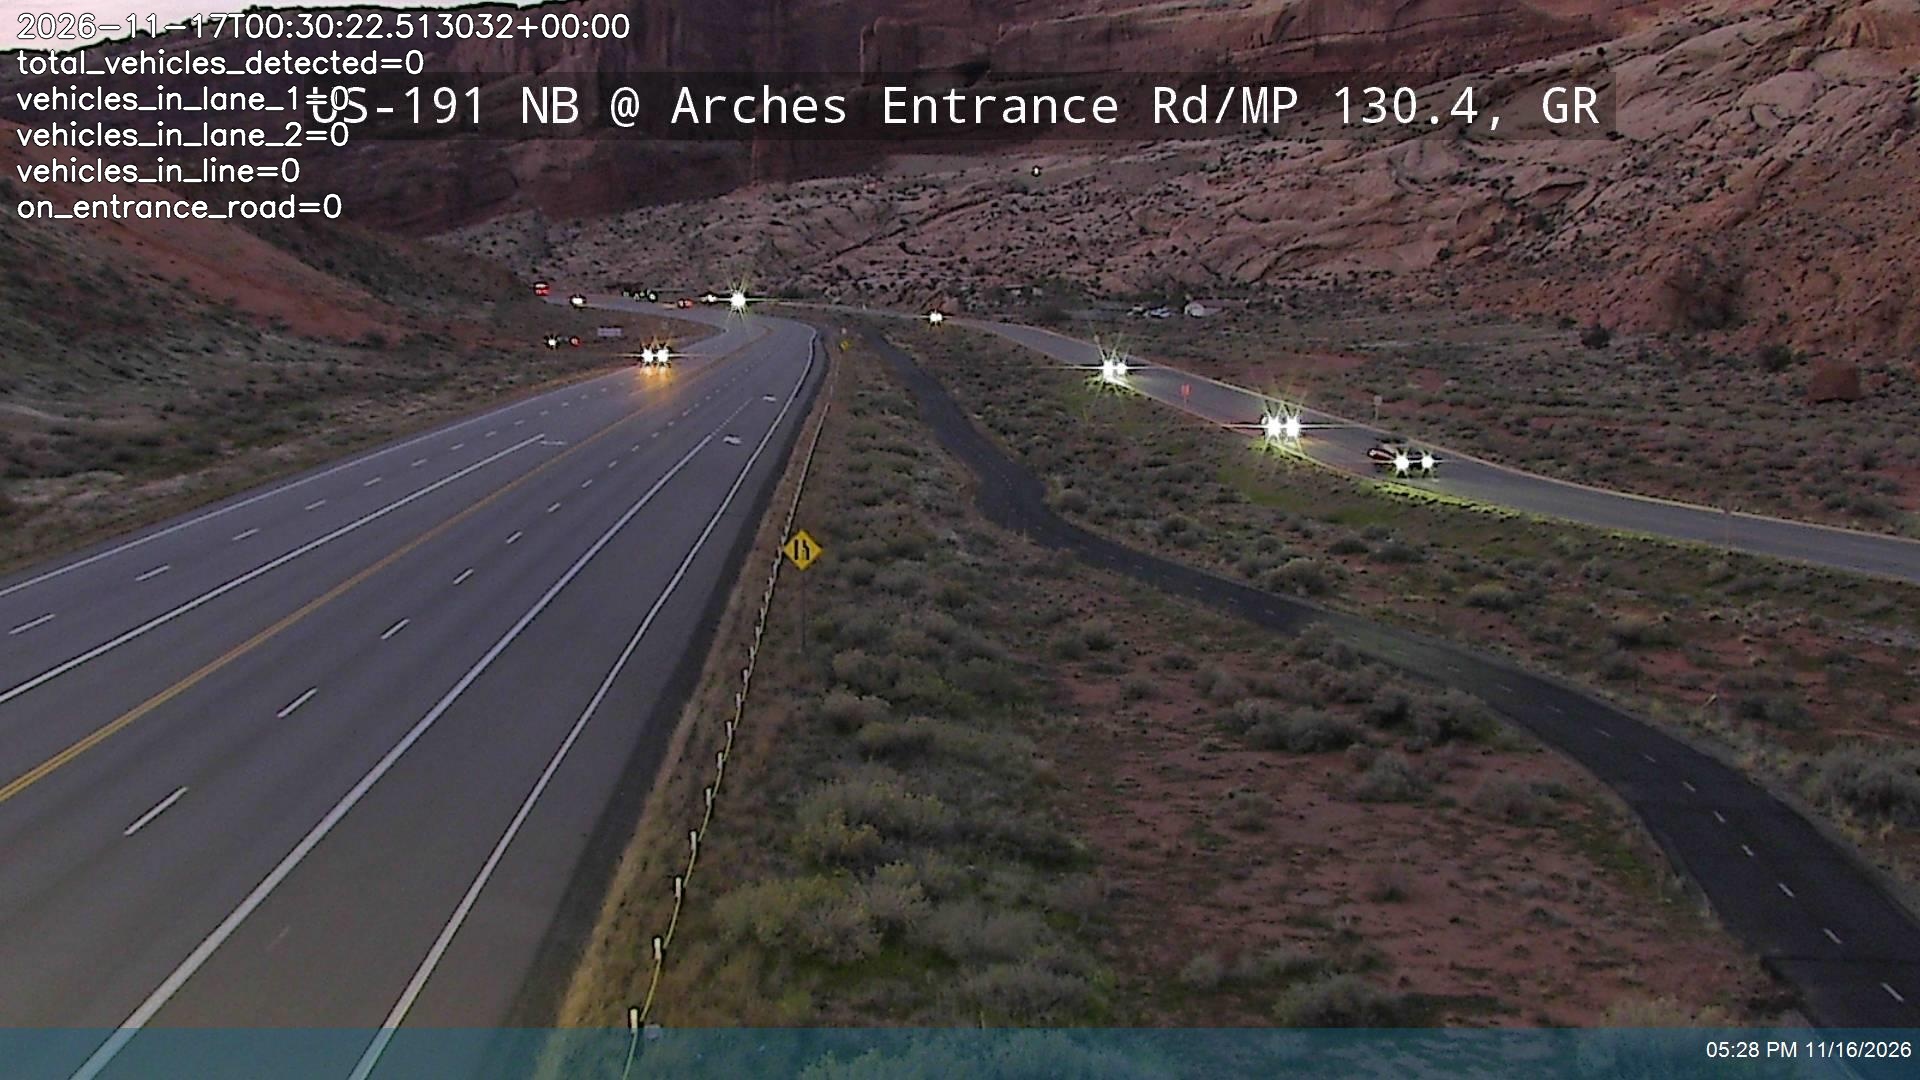 2026-11-17T00:30:22.513032+00:00
total_vehicles_detected=0
vehicles_in_lane_1=0
US-191 NB @ Arches Entrance Rd/MP 130.4, GR
vehicles_in_lane_2=0
vehicles_in_line=0
on_entrance_road=0
05:28 PM 11/16/2026